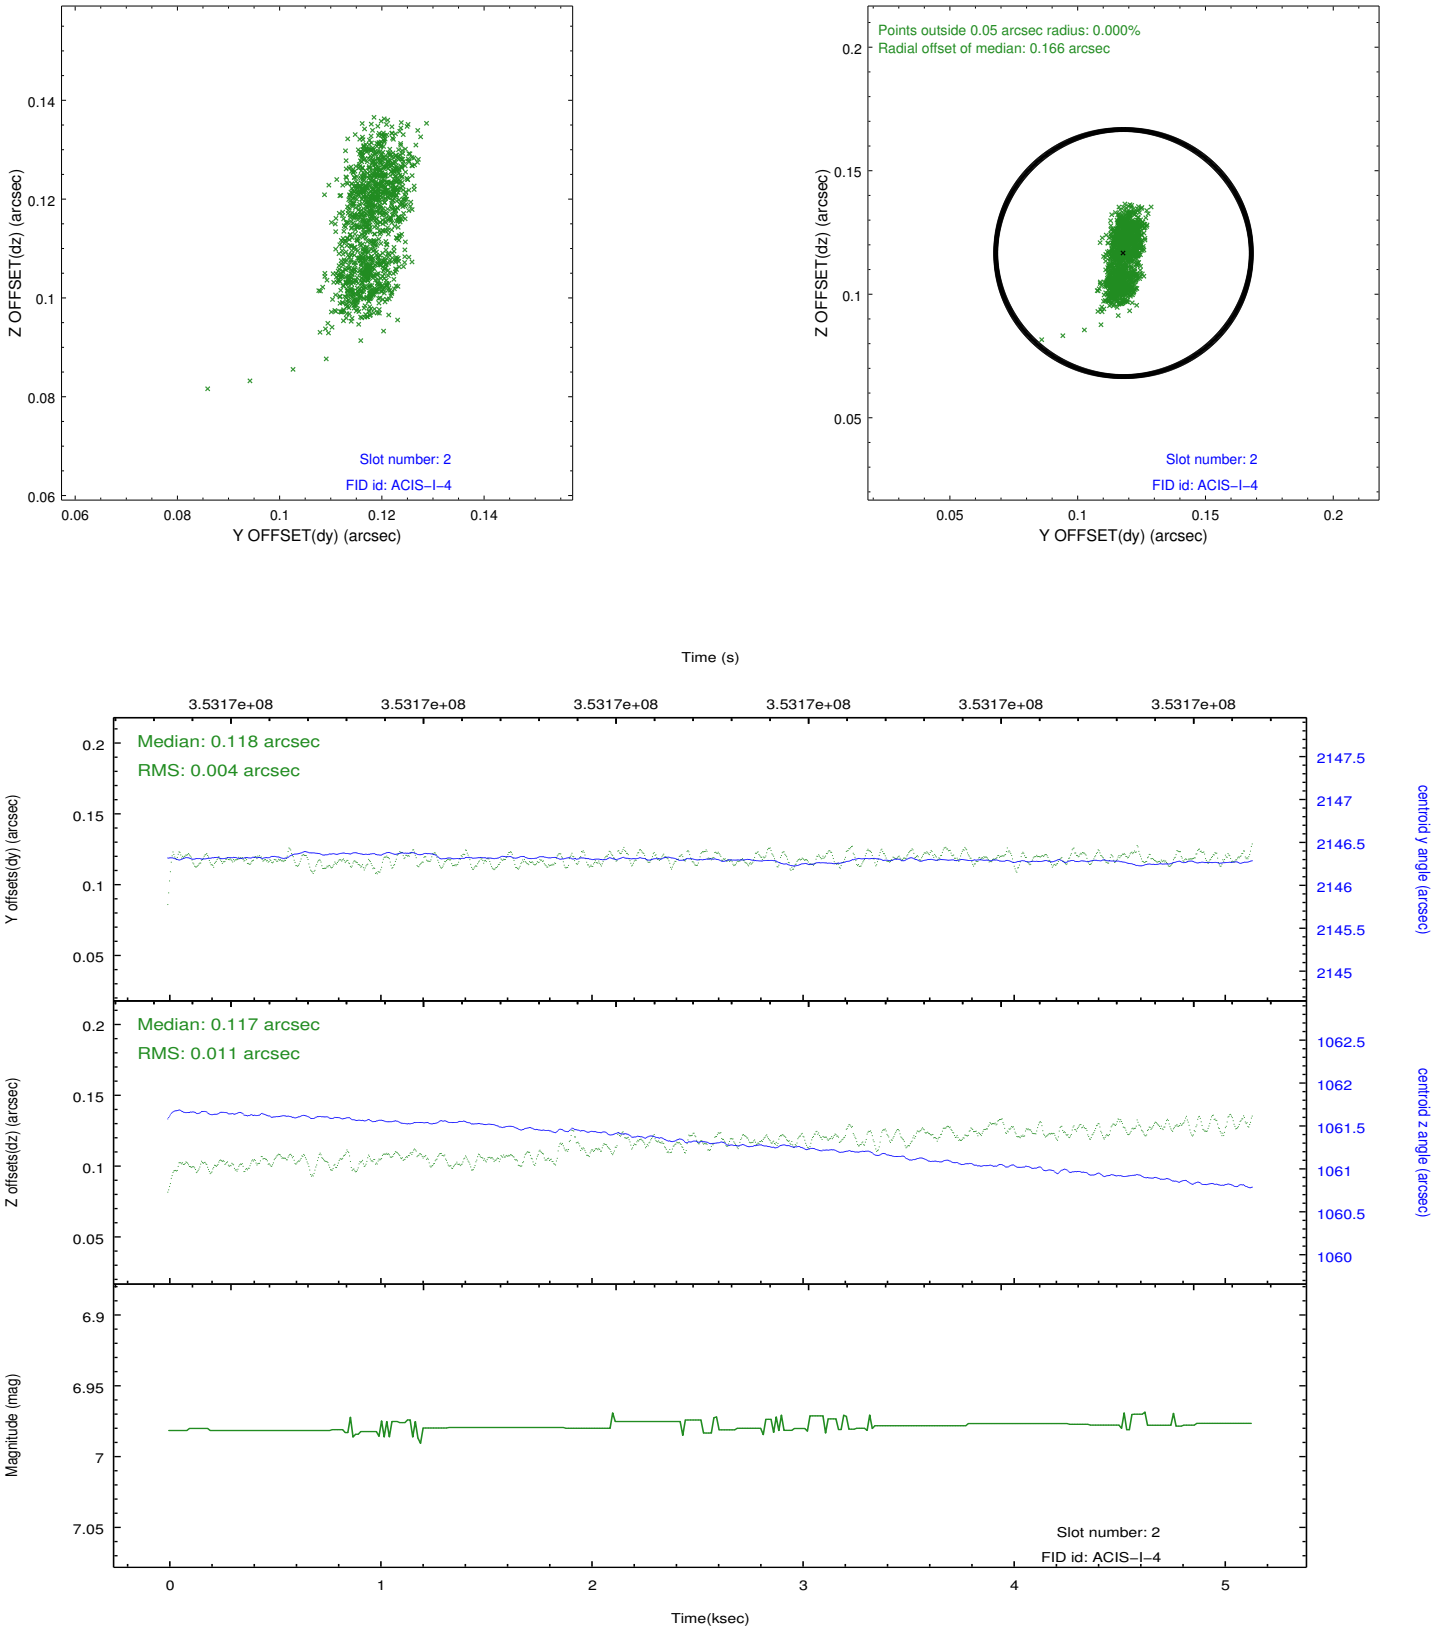 0.14
0.12
0.1
0.08
0.06
Z OFFSET(dz) (arcsec)
Slot number: 2
FID id: ACIS−I−4
0.06 0.08 0.1 0.12 0.14
Y OFFSET(dy) (arcsec)
Points outside 0.05 arcsec radius: 0.000%
Radial offset of median: 0.166 arcsec
0.2
0.15
0.1
0.05
Z OFFSET(dz) (arcsec)
Slot number: 2
FID id: ACIS−I−4
0.05 0.1 0.15 0.2
Y OFFSET(dy) (arcsec)
Time (s)
3.5317e+08 3.5317e+08 3.5317e+08 3.5317e+08 3.5317e+08 3.5317e+08
Median: 0.118 arcsec
RMS: 0.004 arcsec
0.2
0.15
0.1
0.05
Y offsets(dy) (arcsec)
2147.5
2147
2146.5
2146
2145.5
2145
centroid y angle (arcsec)
Median: 0.117 arcsec
RMS: 0.011 arcsec
0.2
0.15
0.1
0.05
Z offsets(dz) (arcsec)
1062.5
1062
1061.5
1061
1060.5
1060
centroid z angle (arcsec)
6.9
6.95
7
7.05
Magnitude (mag)
Slot number: 2
FID id: ACIS−I−4
0 1 2 3 4 5
Time(ksec)